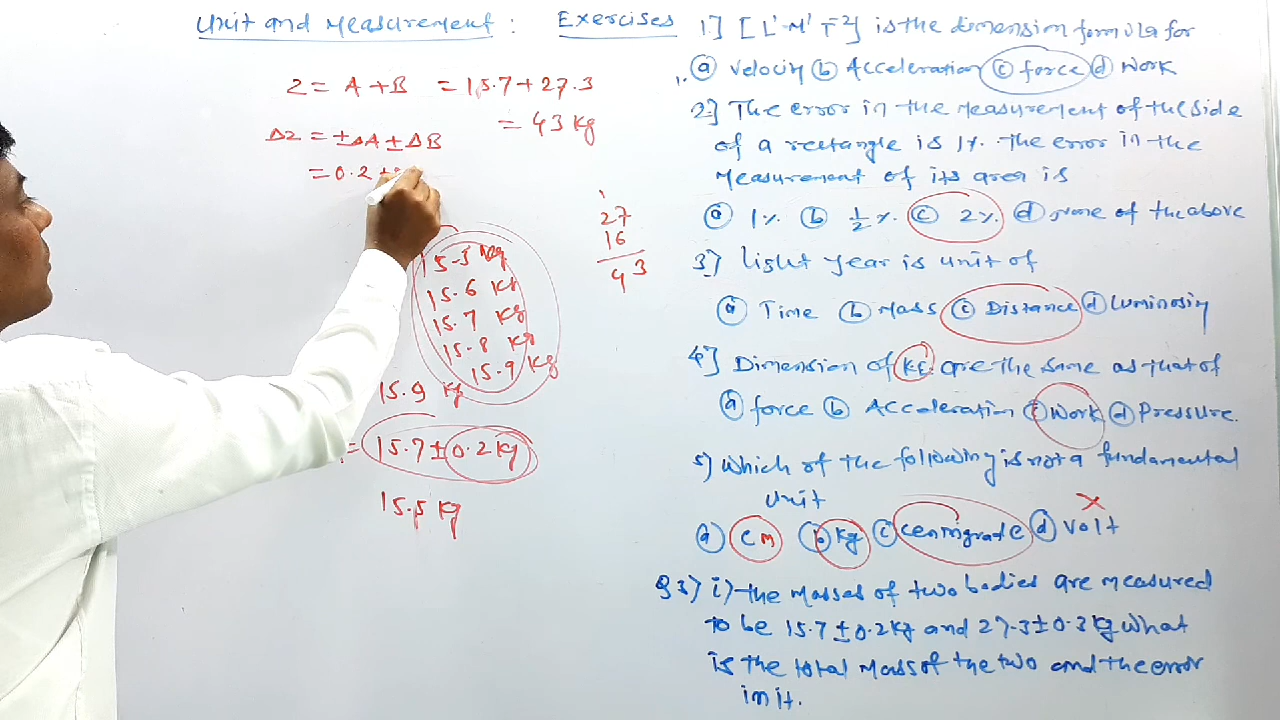 Unit and Measurement : Exercises
Z = A + B = 15.7 + 27.3
= 43 kg
ΔZ = ±ΔA ± ΔB
= 0.2
27
16
43
15.5 kg
15.6 kg
15.7 kg
15.8 kg
15.9 kg
15.9 kg
= 15.7 ± 0.2 kg
15.5 kg
1] [L¹ M¹ T⁻²] is the dimension formula for
(a) velocity (b) Acceleration (c) force (d) Work
2] The error in the measurement of the side
of a rectangle is 1%. The error in the
measurement of its area is
(a) 1% (b) ½ %. (c) 2%. (d) none of the above
3] light year is unit of
(a) Time (b) Mass (c) Distance (d) Luminosity
4] Dimension of K.E. are the same as that of
(a) force (b) Acceleration (c) Work (d) Pressure.
5) Which of the following is not a fundamental
unit
(a) cm (b) kg (c) centigrade (d) volt
Q3) i) the masses of two bodies are measured
to be 15.7 ± 0.2 kg and 27.3 ± 0.3 kg What
is the total mass of the two and the error
in it.